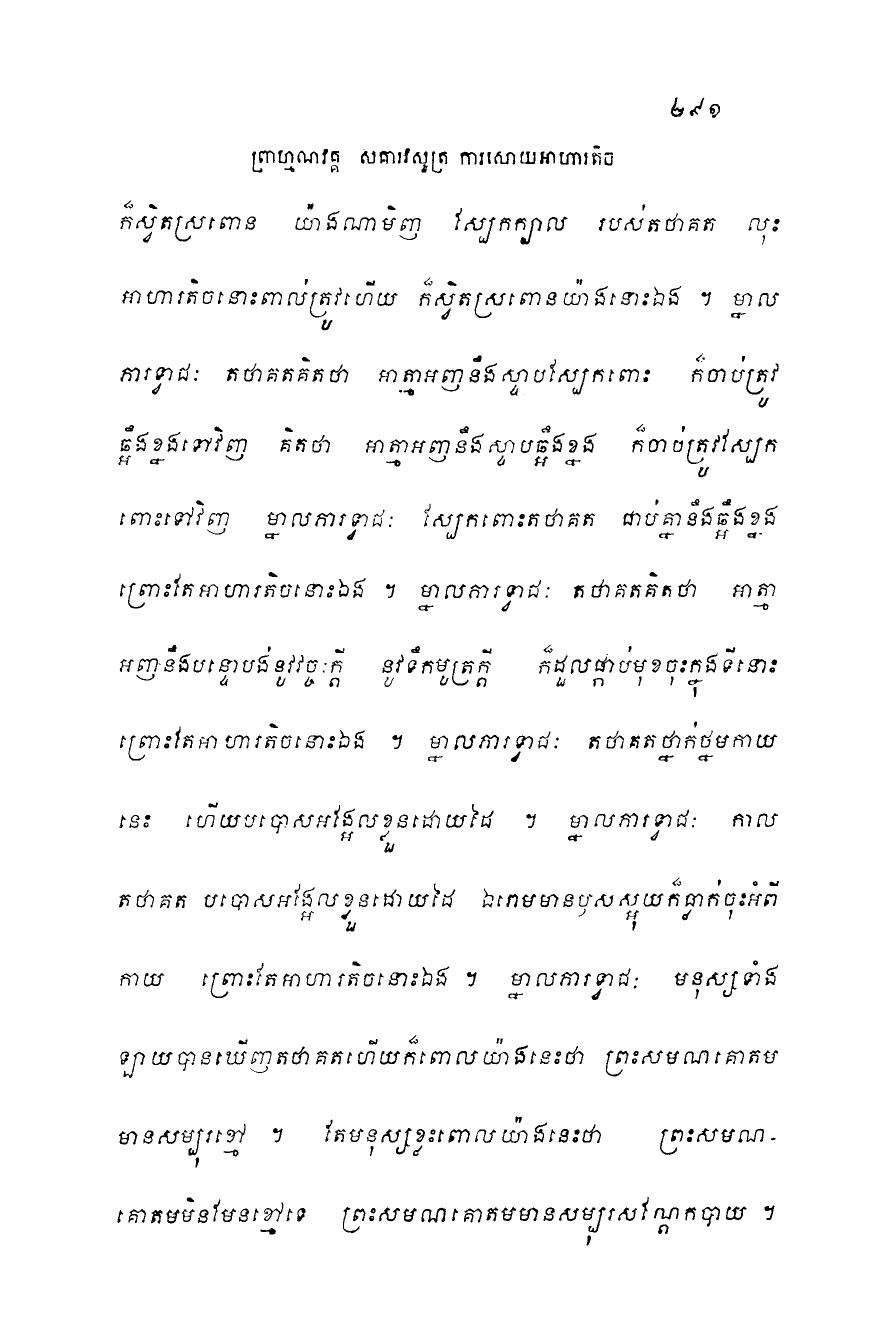 ២៩១
ព្រាហ្មណវគ្គ សគារវសូត្រ ការសោយអាហារតិច
ក៏ស្វិតស្រពោន យ៉ាងណាមិញ ស្បែកក្បាល របស់តថាគត លុះ
អាហារតិចនោះពាល់ត្រូវហើយ ក៏ស្វិតស្រពោនយ៉ាងនោះឯង ។ ម្នាល
ភារទ្វាជៈ តថាគតគិតថា អាត្មាអញនឹងស្ទាបស្បែកពោះ ក៏ចាប់ត្រូវ
ឆ្អឹងខ្នងទៅវិញ គិតថា អាត្មាអញនឹងស្ទាបឆ្អឹងខ្នង ក៏ចាប់ត្រូវស្បែក
ពោះទៅវិញ ម្នាលភារទ្វាជៈ ស្បែកពោះតថាគត ជាប់គ្នានឹងឆ្អឹងខ្នង
ព្រោះតែអាហារតិចនោះឯង ។ ម្នាលភារទ្វាជៈ តថាគតគិតថា អាត្មា
អញនឹងបន្ទោបង់នូវវច្ចៈក្តី នូវទឹកមូត្រក្តី ក៏ដួលផ្កាប់មុខចុះក្នុងទីនោះ
ព្រោះតែអាហារតិចនោះឯង ។ ម្នាលភារទ្វាជៈ តថាគតថ្នាក់ថ្នមកាយ
នេះ ហើយបបោសអង្អែលខ្លួនដោយដៃ ។ ម្នាលភារទ្វាជៈ កាល
តថាគត បបោសអង្អែលខ្លួនដោយដៃ ឯរោមមានឫសស្អុយក៏ធ្លាក់ចុះអំពី
កាយ ព្រោះតែអាហារតិចនោះឯង ។ ម្នាលភារទ្វាជៈ មនុស្សទាំង
ឡាយបានឃើញតថាគតហើយក៏ពោលយ៉ាងនេះថា ព្រះសមណគោតម
មានសម្បុរខ្មៅ ។ តែមនុស្សខ្លះពោលយ៉ាងនេះថា ព្រះសមណ-
គោតមមិនមែនខ្មៅទេ ព្រះសមណគោតមមានសម្បុរសណ្តែកបាយ ។